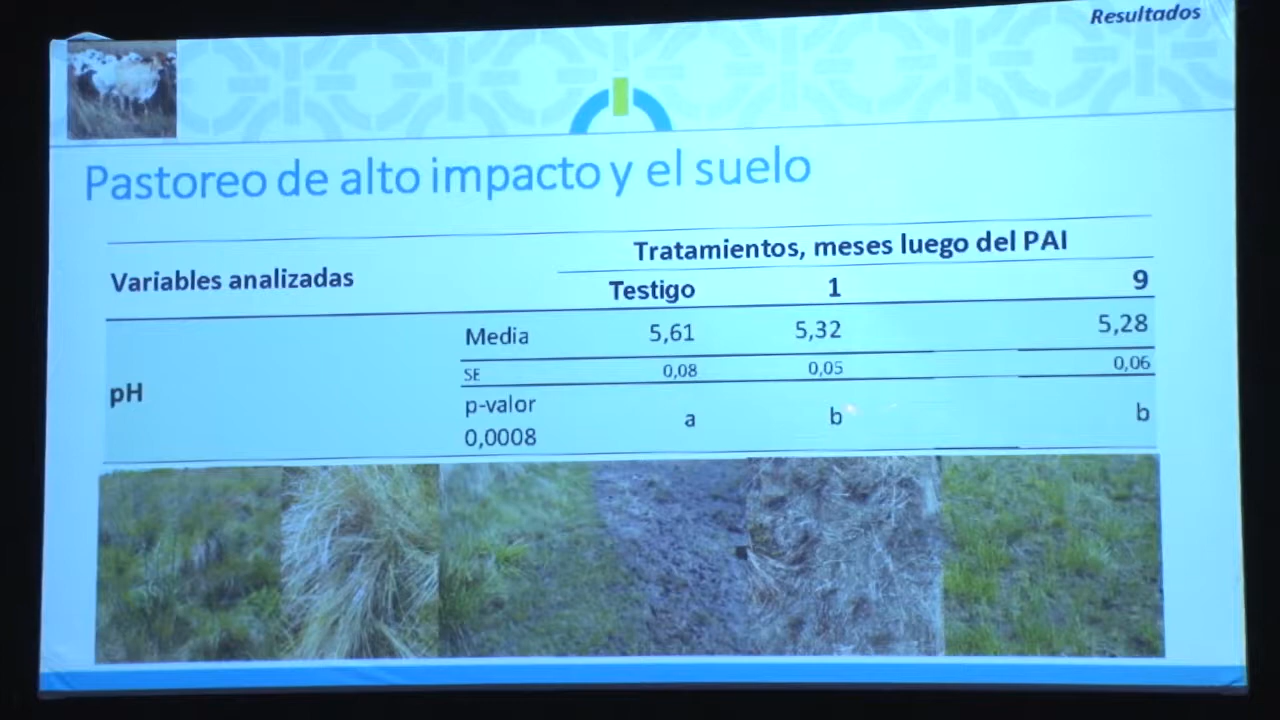 Resultados
Pastoreo de alto impacto y el suelo
Tratamientos, meses luego del PAI
Variables analizadas
Testigo 1 9
Media 5,61 5,32 5,28
SE 0,08 0,05 0,06
pH
p-valor
a b b
0,0008